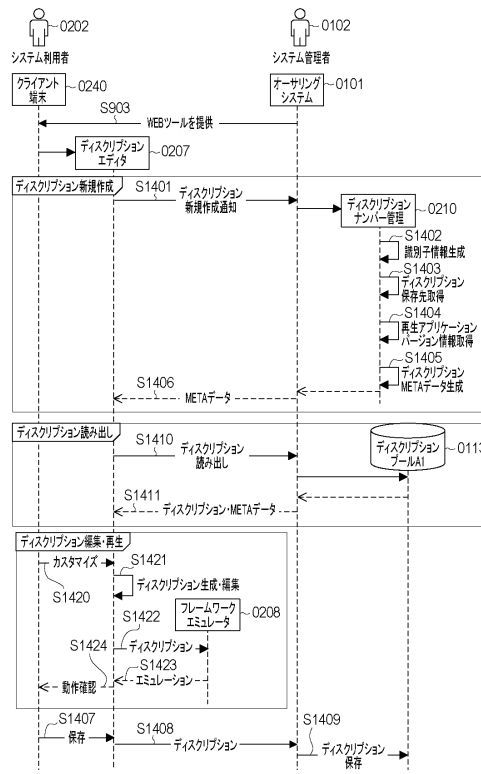 0202
0102
システム利用者
システム管理者
クライアント
端末
0240
オーサリング
システム
0101
S903
WEBツールを提供
ディスクリプション
エディタ
0207
ディスクリプション新規作成
S1401
ディスクリプション
新規作成通知
ディスクリプション
ナンバー管理
0210
S1402
識別子情報生成
S1403
ディスクリプション
保存先取得
S1404
再生アプリケーション
バージョン情報取得
S1405
ディスクリプション
METAデータ生成
S1406
METAデータ
ディスクリプション読み出し
S1410
ディスクリプション
読み出し
ディスクリプション
プールA1
0113
S1411
ディスクリプション・METAデータ
ディスクリプション編集・再生
カスタマイズ
S1420
S1421
ディスクリプション生成・編集
フレームワーク
エミュレータ
0208
S1422
ディスクリプション
S1423
エミュレーション
S1424
動作確認
S1407
保存
S1408
ディスクリプション
S1409
ディスクリプション
保存